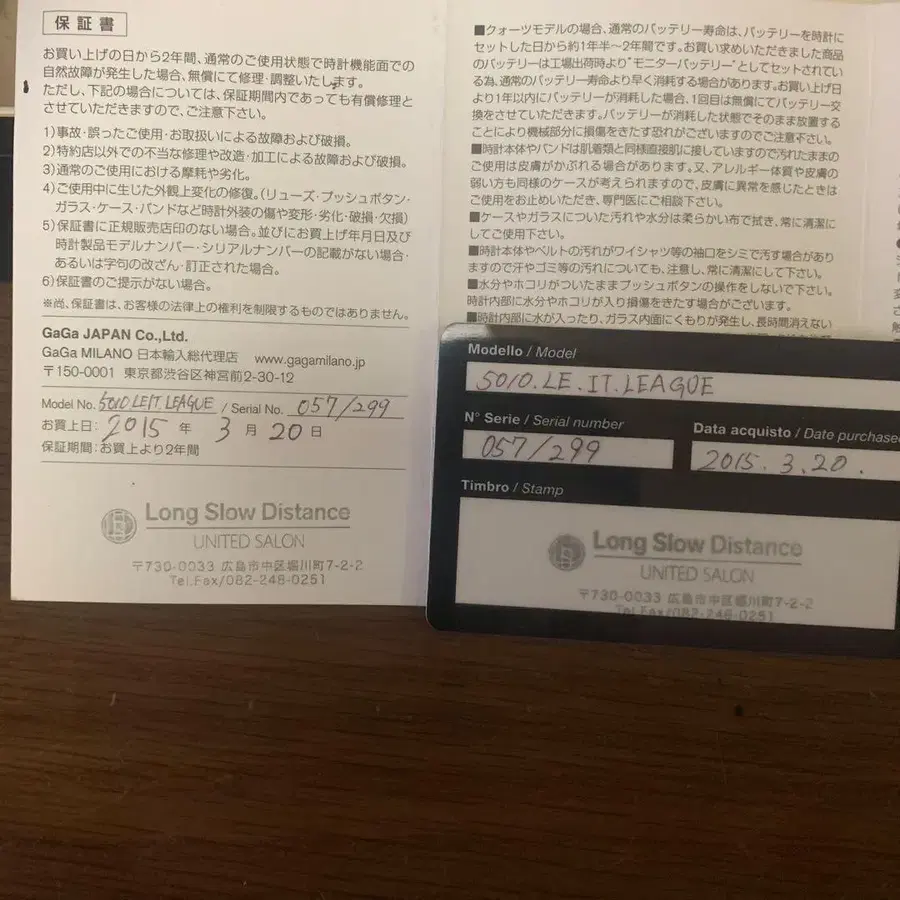 保証書
お買い上げの日から2年間、通常のご使用状態で時計機能面での
自然故障が発生した場合、無償にて修理・調整いたします。
ただし、下記の場合については、保証期間内であっても有償修理と
させていただきますので、ご注意下さい。
1)事故・誤ったご使用・お取扱いによる故障および破損。
2)特約店以外での不当な修理や改造・加工による故障および破損。
3)通常のご使用における摩耗や劣化。
4)ご使用中に生じた外観上変化の修復。(リューズ・プッシュボタン・
ガラス・ケース・バンドなど時計外装の傷や変形・劣化・破損・欠損)
5)保証書に正規販売店印のない場合。並びにお買上げ年月日及び
時計製品モデルナンバー・シリアルナンバーの記載がない場合・
あるいは字句の改ざん・訂正された場合。
6)保証書のご提示がない場合。
※尚、保証書は、お客様の法律上の権利を制限するものではありません。
GaGa JAPAN Co.,Ltd.
GaGa MILANO 日本輸入総代理店 www.gagamilano.jp
〒150-0001 東京都渋谷区神宮前2-30-12
Model No. 5010 LE IT. LEAGUE / Serial No. 057/299
お買上日: 2015 年 3 月 20 日
保証期間:お買上より2年間
Long Slow Distance
UNITED SALON
〒730-0033 広島市中区堀川町7-2-2
Tel.Fax/082-246-0251
■クォーツモデルの場合、通常のバッテリー寿命は、バッテリーを時計に
セットした日から約1年半～2年間です。お買い求めいただきました商品
のバッテリーは工場出荷時より"モニターバッテリー"としてセットされてい
る為、通常のバッテリー寿命より早く消耗する場合があります。お買い上げ日
より1年以内にバッテリーが消耗した場合、1回目は無償にてバッテリー交
換をさせていただきます。バッテリーが消耗した状態でそのまま放置する
ことにより機械部分に損傷をきたす恐れがございますのでご注意下さい。
■時計本体やバンドは肌着類と同様直接肌に接していますので汚れたままの
ご使用は皮膚がかぶれる場合があります。又、アレルギー体質や皮膚の
弱い方も同様のケースが考えられますので、皮膚に異常を感じたときは
ご使用をお止めいただき、専門医にご相談下さい。
■ケースやガラスについた汚れや水分は柔らかい布で拭き、常に清潔に
してご使用下さい。
■時計本体やベルトの汚れがワイシャツ等の袖口をシミで汚す場合があり
ますので汗やゴミ等の汚れについても、注意し、常に清潔にして下さい。
■水分やホコリがついたままプッシュボタンの操作をしないで下さい。
時計内部に水分やホコリが入り損傷をきたす場合がございます。
■時計内部に水が入ったり、ガラス内面にくもりが発生し、長時間消えない
Modello / Model
5010. LE. IT. LEAGUE
N° Serie / Serial number
057/299
Data acquisto / Date purchase
2015. 3. 20.
Timbro / Stamp
Long Slow Distance
UNITED SALON
〒730-0033 広島市中区堀川町7-2-2
Tel.Fax/082-246-0251